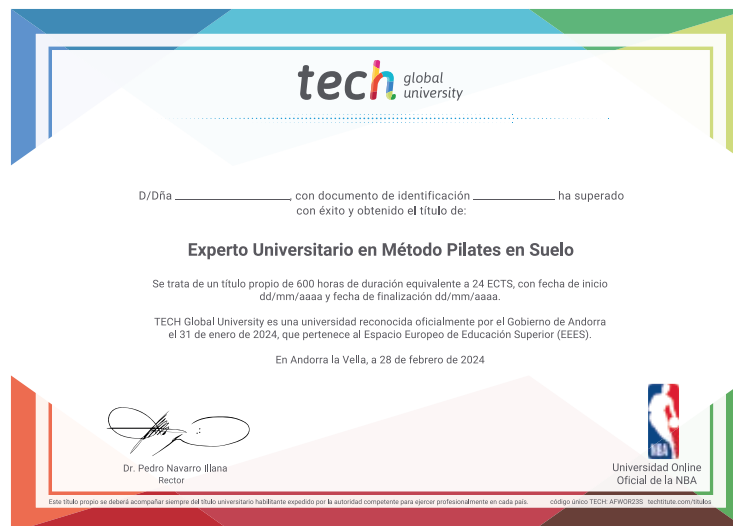 tech global university
D/Dña ____________________, con documento de identificación ______________ ha superado
con éxito y obtenido el título de:
Experto Universitario en Método Pilates en Suelo
Se trata de un título propio de 600 horas de duración equivalente a 24 ECTS, con fecha de inicio
dd/mm/aaaa y fecha de finalización dd/mm/aaaa.
TECH Global University es una universidad reconocida oficialmente por el Gobierno de Andorra
el 31 de enero de 2024, que pertenece al Espacio Europeo de Educación Superior (EEES).
En Andorra la Vella, a 28 de febrero de 2024
Dr. Pedro Navarro Illana
Rector
NBA
Universidad Online
Oficial de la NBA
Este título propio se deberá acompañar siempre del título universitario habilitante expedido por la autoridad competente para ejercer profesionalmente en cada país. código único TECH: AFWOR23S techtitute.com/titulos